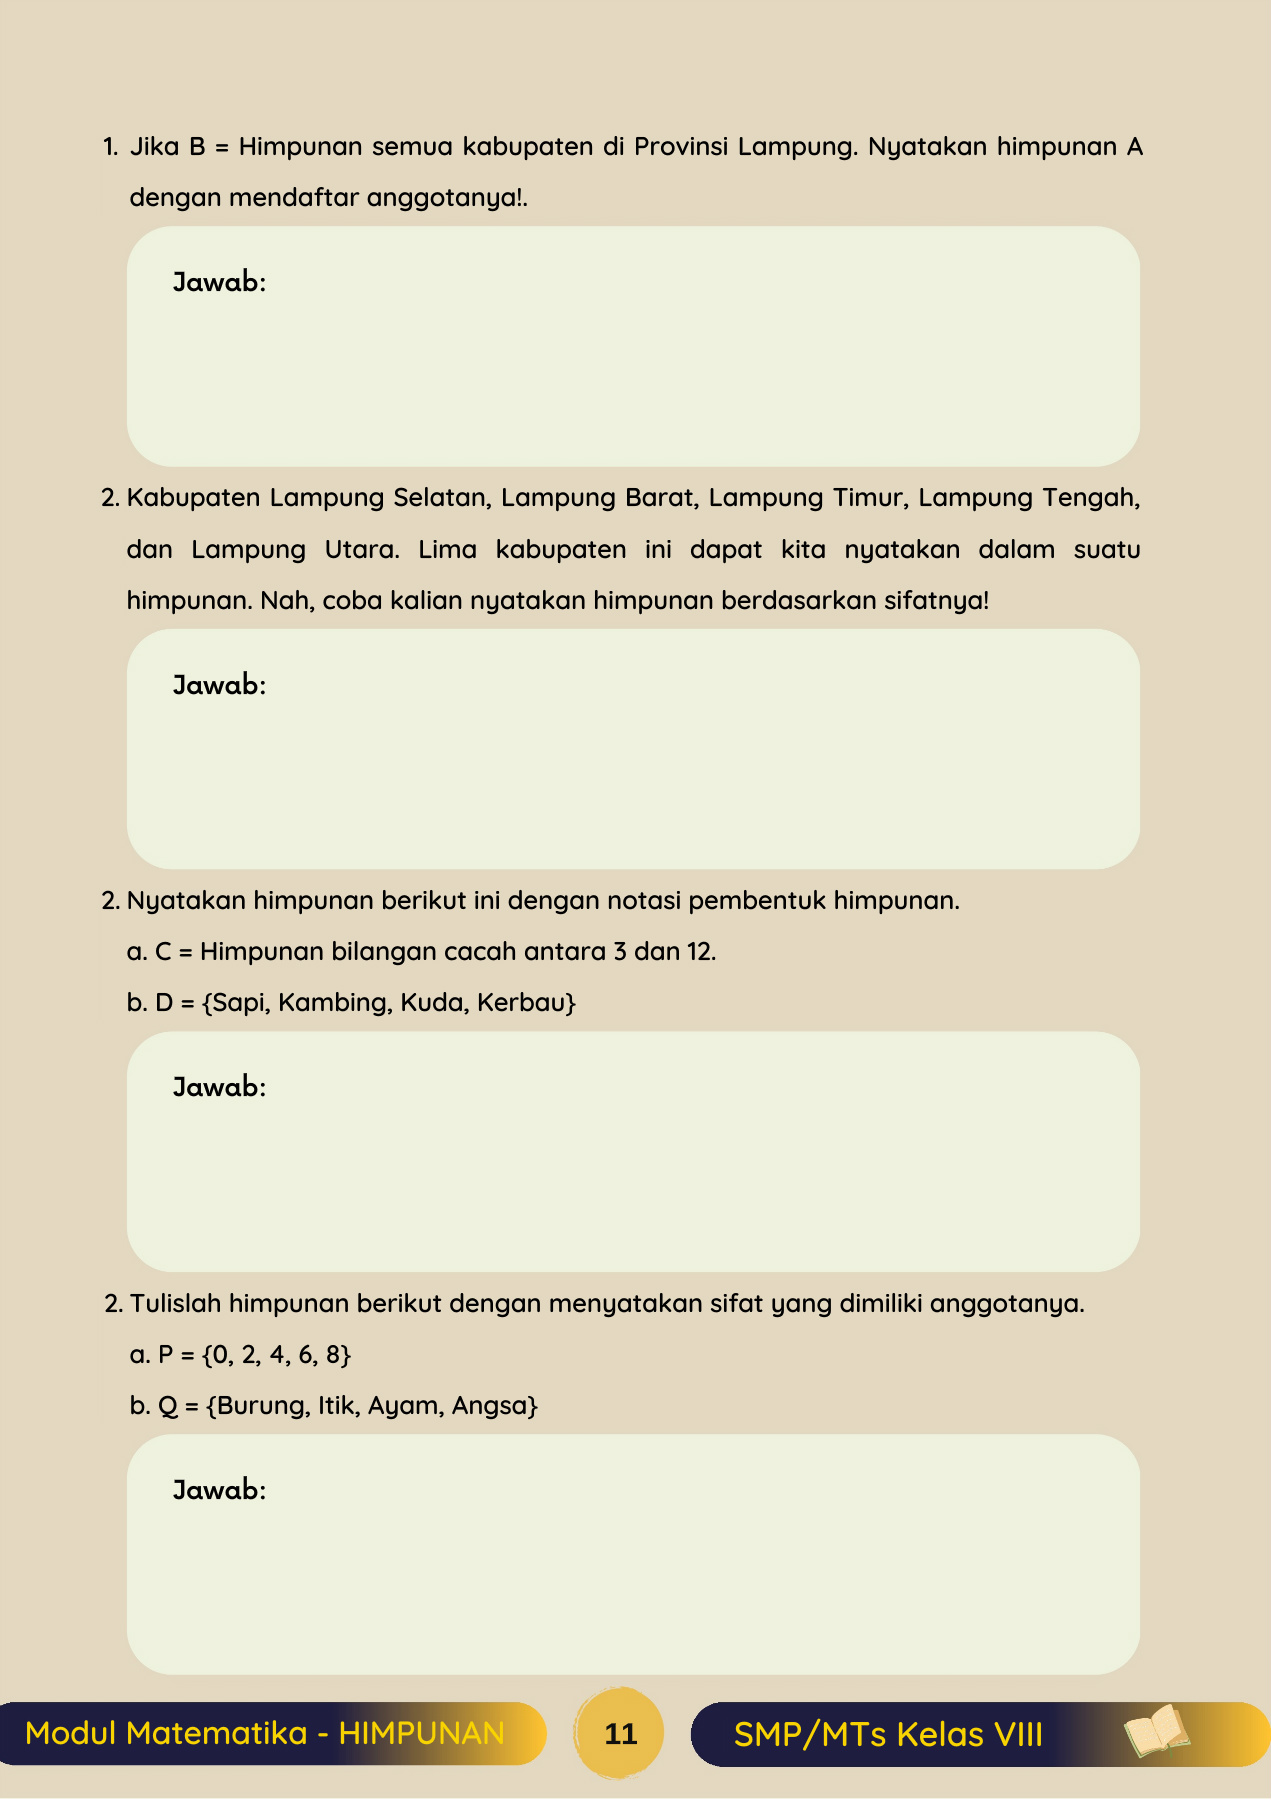 1. Jika B = Himpunan semua kabupaten di Provinsi Lampung. Nyatakan himpunan A
dengan mendaftar anggotanya!.
Jawab:
2. Kabupaten Lampung Selatan, Lampung Barat, Lampung Timur, Lampung Tengah,
dan Lampung Utara. Lima kabupaten ini dapat kita nyatakan dalam suatu
himpunan. Nah, coba kalian nyatakan himpunan berdasarkan sifatnya!
Jawab:
2. Nyatakan himpunan berikut ini dengan notasi pembentuk himpunan.
a. C = Himpunan bilangan cacah antara 3 dan 12.
b. D = {Sapi, Kambing, Kuda, Kerbau}
Jawab:
2. Tulislah himpunan berikut dengan menyatakan sifat yang dimiliki anggotanya.
a. P = {0, 2, 4, 6, 8}
b. Q = {Burung, Itik, Ayam, Angsa}
Jawab:
Modul Matematika - HIMPUNAN
11
SMP/MTs Kelas VIII